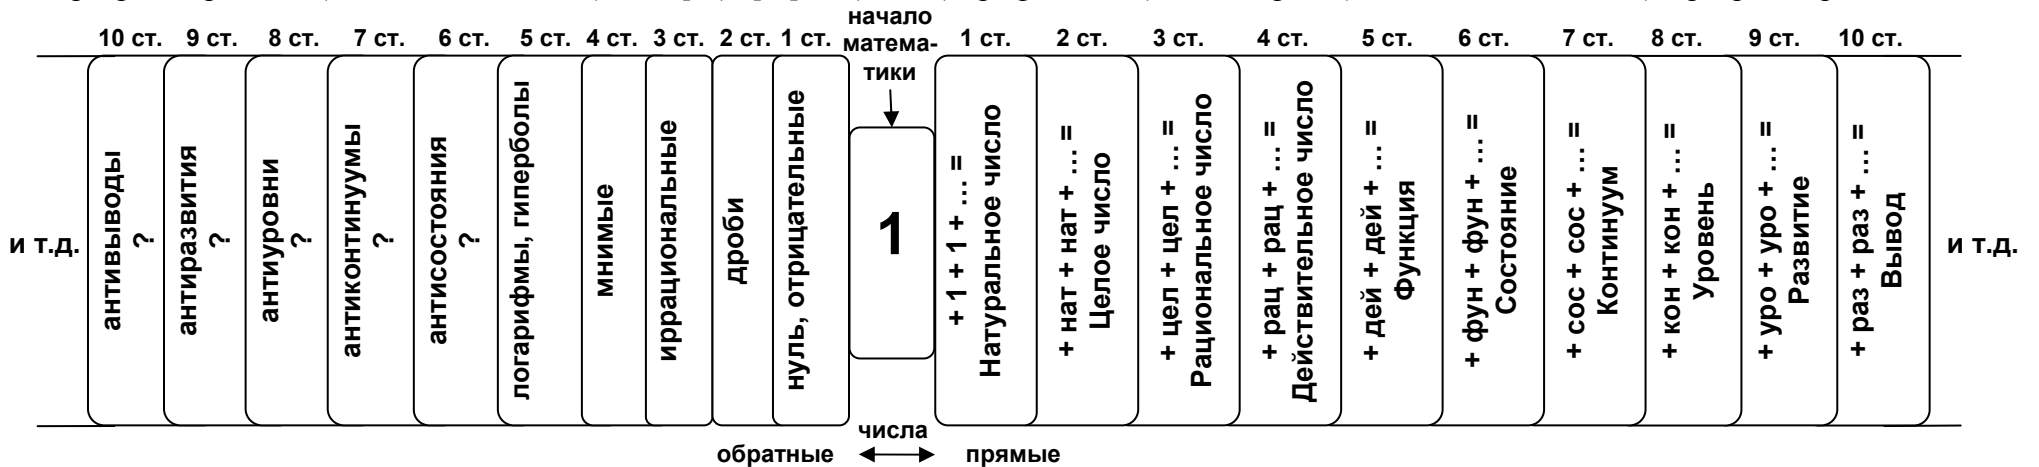 начало
матема-
тики
10 ст. 9 ст. 8 ст. 7 ст. 6 ст. 5 ст. 4 ст. 3 ст. 2 ст. 1 ст.
1 ст. 2 ст. 3 ст. 4 ст. 5 ст. 6 ст. 7 ст. 8 ст. 9 ст. 10 ст.
и т.д.
антивыводы
?
антиразвития
?
антиуровни
?
антиконтинуумы
?
антисостояния
?
логарифмы, гиперболы
мнимые
иррациональные
дроби
нуль, отрицательные
1
+ 1 + 1 + … =
Натуральное число
+ нат + нат + … =
Целое число
+ цел + цел + … =
Рациональное число
+ рац + рац + … =
Действительное число
+ дей + дей + … =
Функция
+ фун + фун + … =
Состояние
+ сос + сос + … =
Континуум
+ кон + кон + … =
Уровень
+ уро + уро + … =
Развитие
+ раз + раз + … =
Вывод
и т.д.
числа
обратные прямые